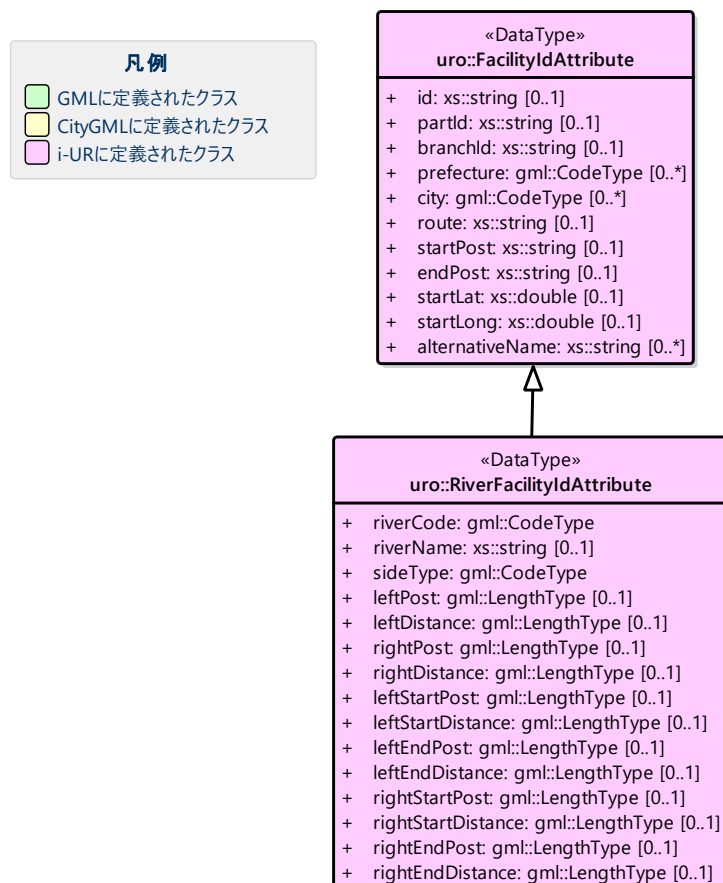 凡例
GMLに定義されたクラス
CityGMLに定義されたクラス
i-URに定義されたクラス
«DataType»
uro::FacilityIdAttribute
+ id: xs::string [0..1]
+ partId: xs::string [0..1]
+ branchId: xs::string [0..1]
+ prefecture: gml::CodeType [0..*]
+ city: gml::CodeType [0..*]
+ route: xs::string [0..1]
+ startPost: xs::string [0..1]
+ endPost: xs::string [0..1]
+ startLat: xs::double [0..1]
+ startLong: xs::double [0..1]
+ alternativeName: xs::string [0..*]
«DataType»
uro::RiverFacilityIdAttribute
+ riverCode: gml::CodeType
+ riverName: xs::string [0..1]
+ sideType: gml::CodeType
+ leftPost: gml::LengthType [0..1]
+ leftDistance: gml::LengthType [0..1]
+ rightPost: gml::LengthType [0..1]
+ rightDistance: gml::LengthType [0..1]
+ leftStartPost: gml::LengthType [0..1]
+ leftStartDistance: gml::LengthType [0..1]
+ leftEndPost: gml::LengthType [0..1]
+ leftEndDistance: gml::LengthType [0..1]
+ rightStartPost: gml::LengthType [0..1]
+ rightStartDistance: gml::LengthType [0..1]
+ rightEndPost: gml::LengthType [0..1]
+ rightEndDistance: gml::LengthType [0..1]